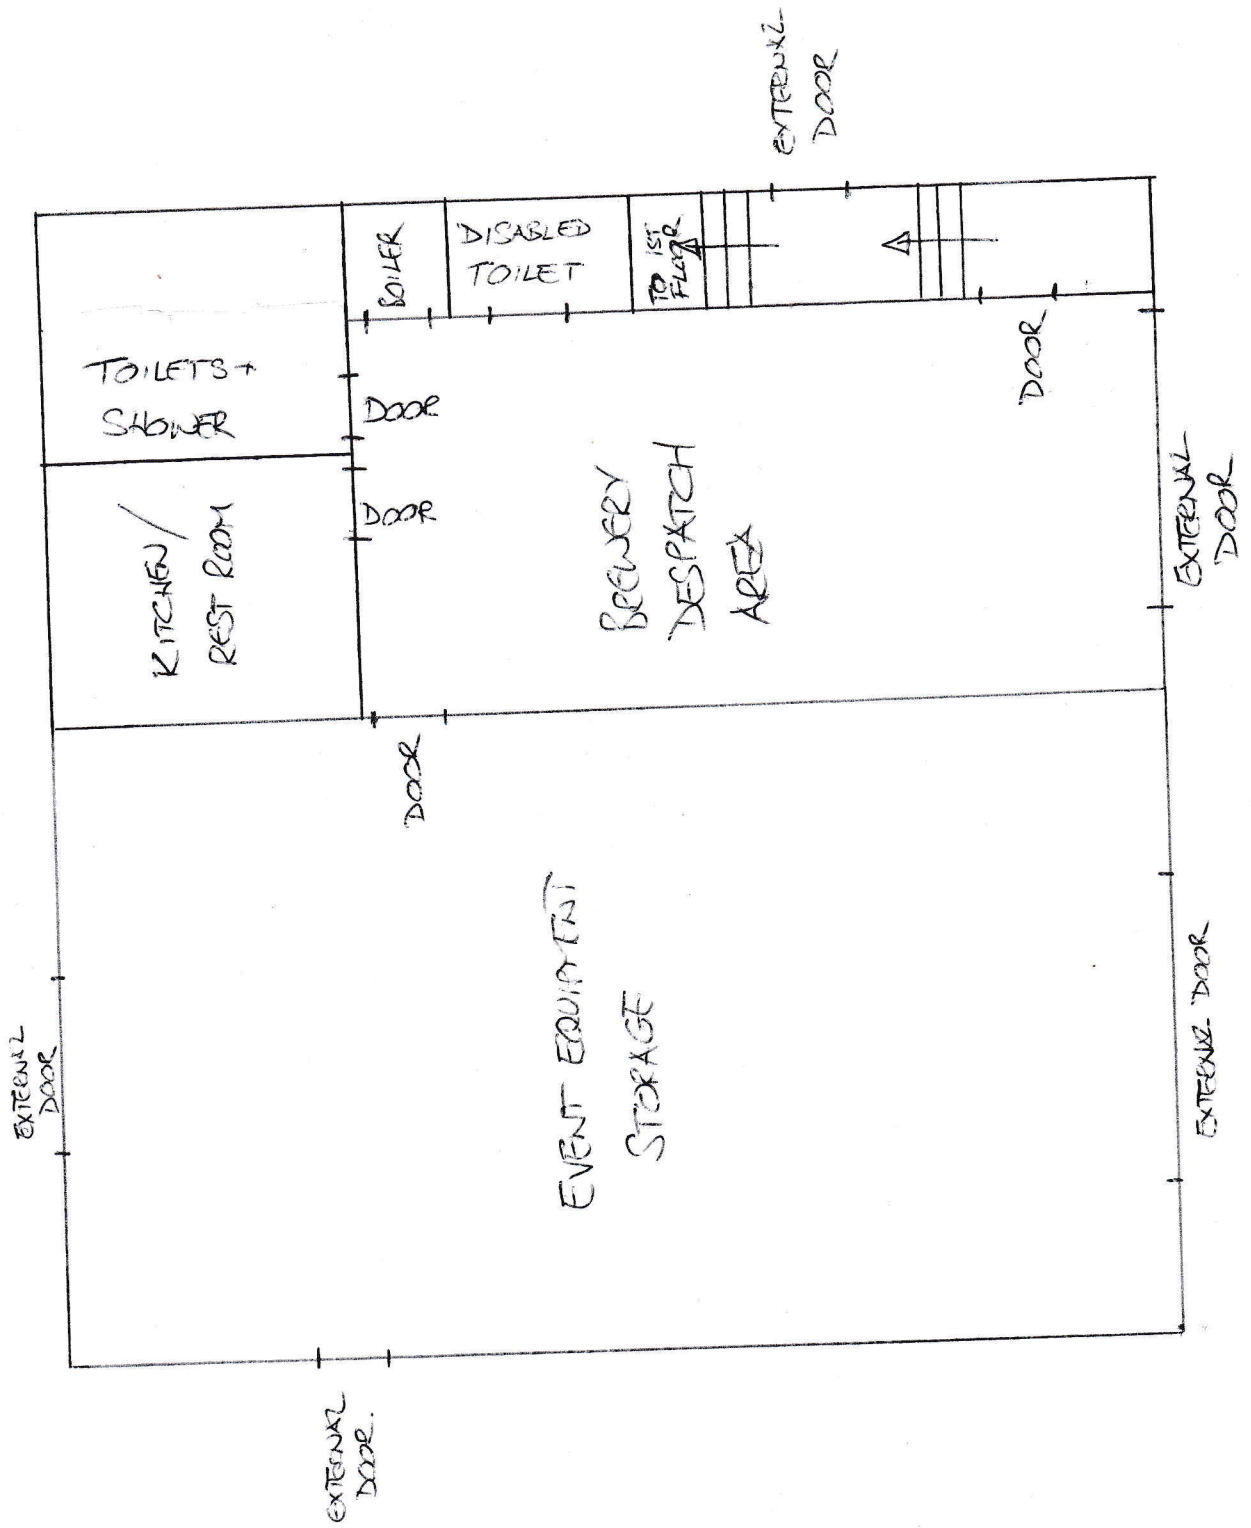 EXTERNAL
DOOR
TOILETS +
SHOWER
BOILER
DISABLED
TOILET
TO 1ST
FLOOR
DOOR
KITCHEN/
REST ROOM
DOOR
DOOR
BREWERY
DESPATCH
AREA
EXTERNAL
DOOR
DOOR
EXTERNAL
DOOR
EVENT EQUIPMENT
STORAGE
EXTERNAL DOOR
EXTERNAL
DOOR.